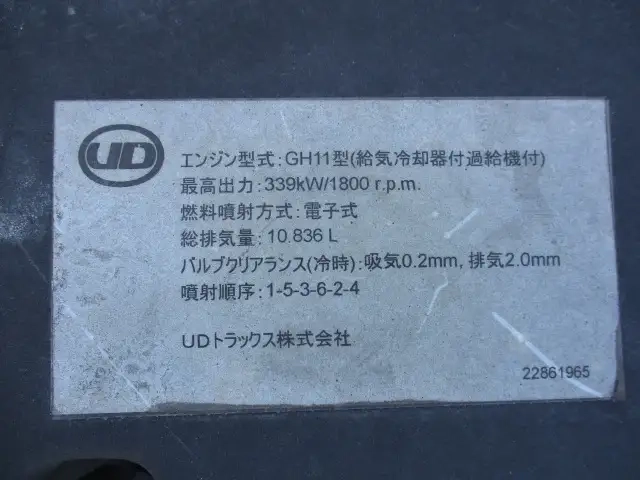 UD
エンジン型式:GH11型(給気冷却器付過給機付)
最高出力:339kW/1800 r.p.m.
燃料噴射方式:電子式
総排気量:10.836 L
バルブクリアランス(冷時):吸気0.2mm, 排気2.0mm
噴射順序:1-5-3-6-2-4
UDトラックス株式会社
22861965